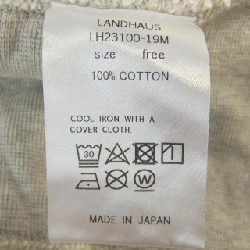 LANDHAUS
LH23100-19M
size free
100% COTTON
COOL IRON WITH A
COVER CLOTH.
30
W
MADE IN JAPAN